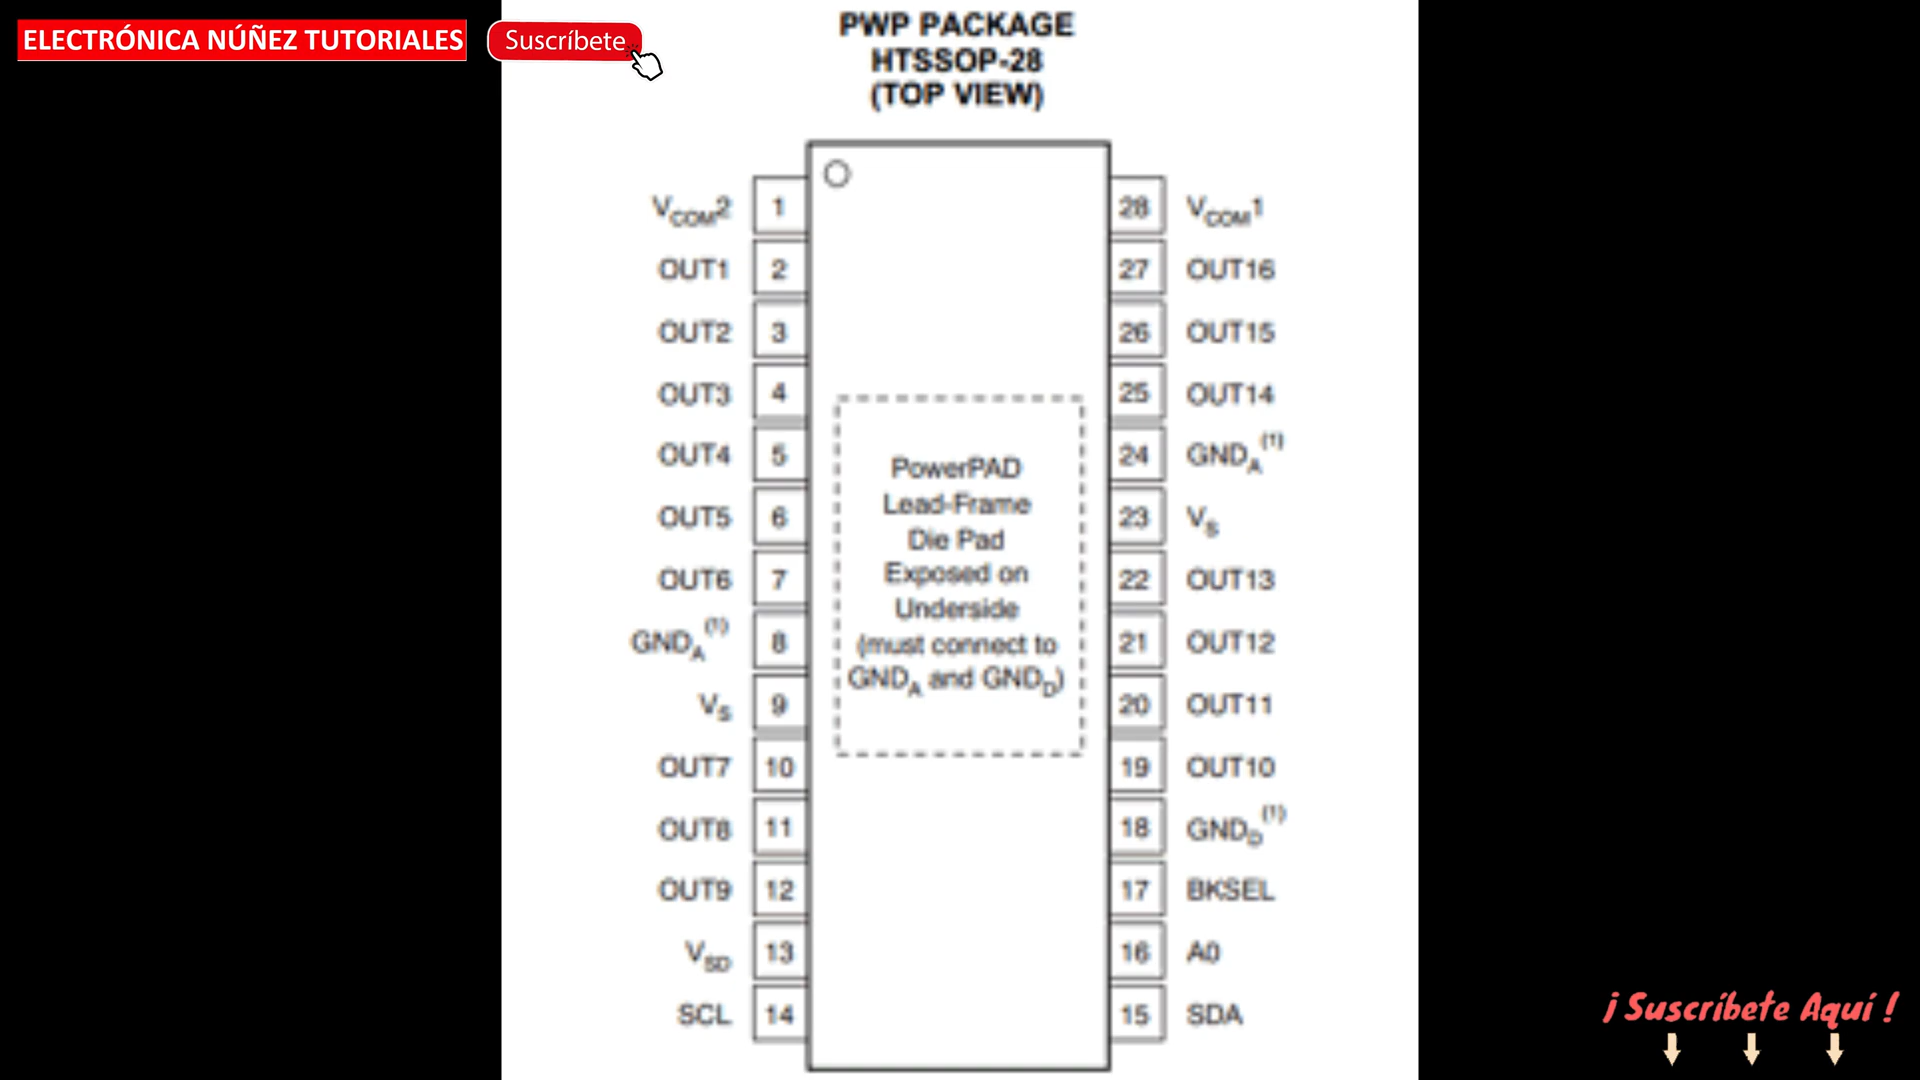 ELECTRÓNICA NÚÑEZ TUTORIALES
Suscríbete
PWP PACKAGE
HTSSOP-28
(TOP VIEW)
VCOM2 1 28 VCOM1
OUT1 2 27 OUT16
OUT2 3 26 OUT15
OUT3 4 25 OUT14
OUT4 5 24 GNDA(1)
OUT5 6 23 VS
OUT6 7 22 OUT13
GNDA(1) 8 21 OUT12
VS 9 20 OUT11
OUT7 10 19 OUT10
OUT8 11 18 GNDD(1)
OUT9 12 17 BKSEL
VSD 13 16 A0
SCL 14 15 SDA
PowerPAD
Lead-Frame
Die Pad
Exposed on
Underside
(must connect to
GNDA and GNDD)
¡ Suscríbete Aquí !